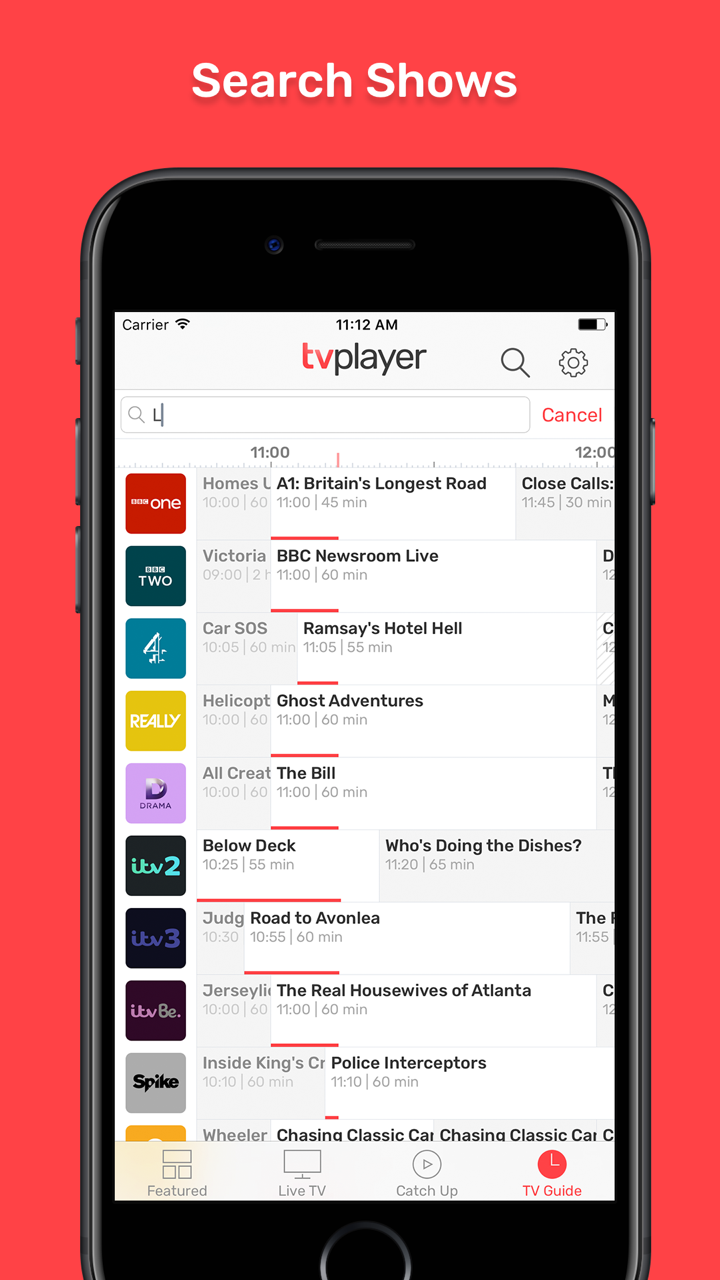 Search Shows
Carrier 11:12 AM
tvplayer
L Cancel
11:00 12:00
BBC one Homes U A1: Britain's Longest Road Close Calls:
10:00 | 60 11:00 | 45 min 11:45 | 30 min
BBC TWO Victoria BBC Newsroom Live D
09:00 | 2 h 11:00 | 60 min 12
4 Car SOS Ramsay's Hotel Hell C
10:05 | 60 min 11:05 | 55 min 12
REALLY Helicopt Ghost Adventures M
10:00 | 60 11:00 | 60 min 12
D DRAMA All Creat The Bill Th
10:00 | 60 11:00 | 60 min 12
itv2 Below Deck Who's Doing the Dishes?
10:25 | 55 min 11:20 | 65 min
itv3 Judg Road to Avonlea The F
10:30 10:55 | 60 min 11:55
itvBe. Jerseylic The Real Housewives of Atlanta C
10:00 | 60 11:00 | 60 min 12
Spike Inside King's Cr Police Interceptors
10:10 | 60 min 11:10 | 60 min
Wheeler Chasing Classic Car Chasing Classic Car C
Featured Live TV Catch Up TV Guide